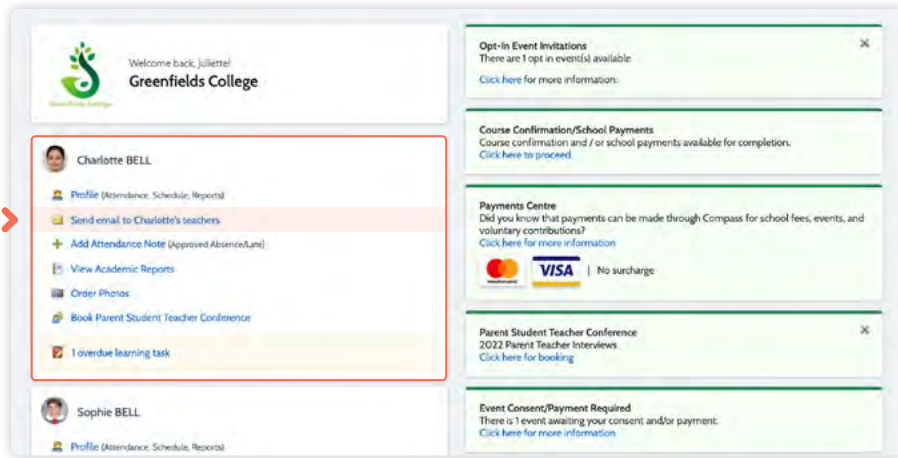 Welcome back, Juliette!
Greenfields College
Greenfields College
Charlotte BELL
Profile (Attendance, Schedule, Reports)
Send email to Charlotte's teachers
Add Attendance Note (Approved Absence/Late)
View Academic Reports
Order Photos
Book Parent Student Teacher Conference
1 overdue learning task
Sophie BELL
Profile (Attendance, Schedule, Reports)
Opt-In Event Invitations
There are 1 opt in event(s) available
Click here for more information.
Course Confirmation/School Payments
Course confirmation and / or school payments available for completion.
Click here to proceed
Payments Centre
Did you know that payments can be made through Compass for school fees, events, and
voluntary contributions?
Click here for more information
mastercard
VISA | No surcharge
Parent Student Teacher Conference
2022 Parent Teacher Interviews
Click here for booking
Event Consent/Payment Required
There is 1 event awaiting your consent and/or payment.
Click here for more information